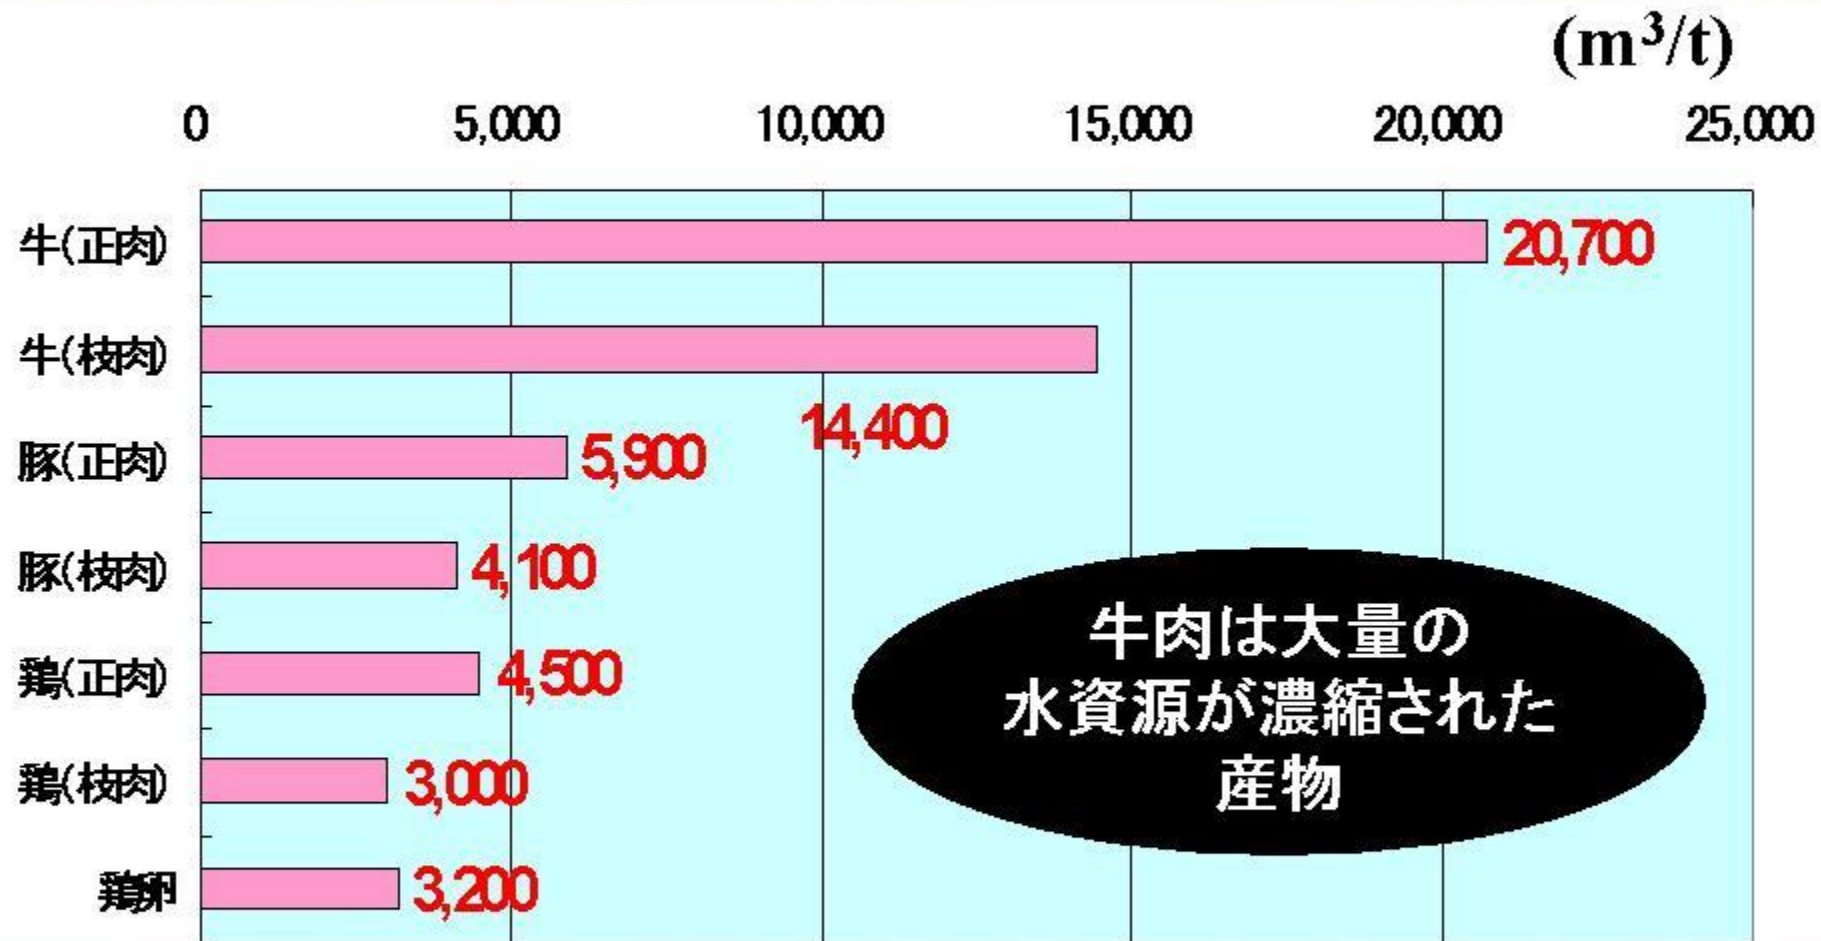 (m³/t)
0 5,000 10,000 15,000 20,000 25,000
牛(正肉) 20,700
牛(枝肉)
14,400
豚(正肉) 5,900
豚(枝肉) 4,100
鶏(正肉) 4,500
鶏(枝肉) 3,000
鶏卵 3,200
牛肉は大量の
水資源が濃縮された
産物